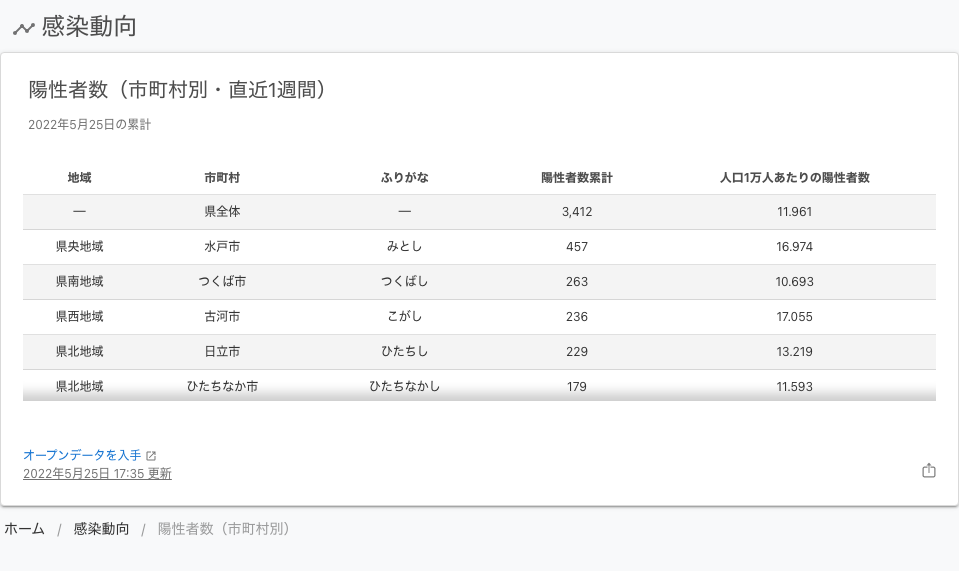 感染動向
陽性者数（市町村別・直近1週間）
2022年5月25日の累計
地域 市町村 ふりがな 陽性者数累計 人口1万人あたりの陽性者数
― 県全体 ― 3,412 11.961
県央地域 水戸市 みとし 457 16.974
県南地域 つくば市 つくばし 263 10.693
県西地域 古河市 こがし 236 17.055
県北地域 日立市 ひたちし 229 13.219
県北地域 ひたちなか市 ひたちなかし 179 11.593
オープンデータを入手
2022年5月25日 17:35 更新
ホーム / 感染動向 / 陽性者数（市町村別）